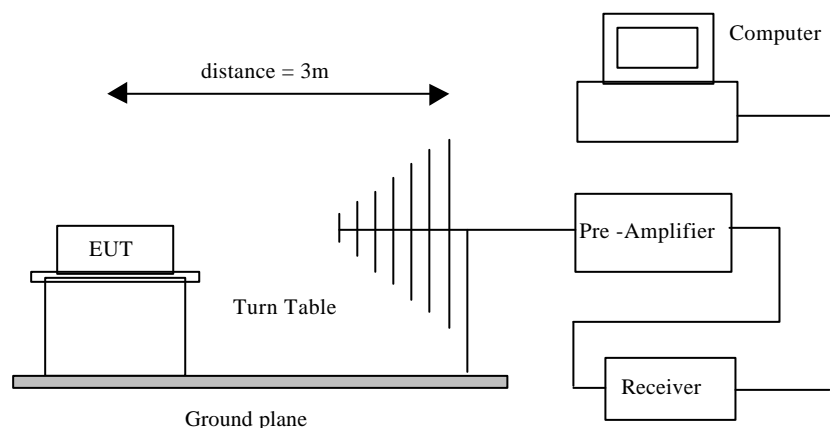 Computer
distance = 3m
Pre -Amplifier
EUT
Turn Table
Receiver
Ground plane